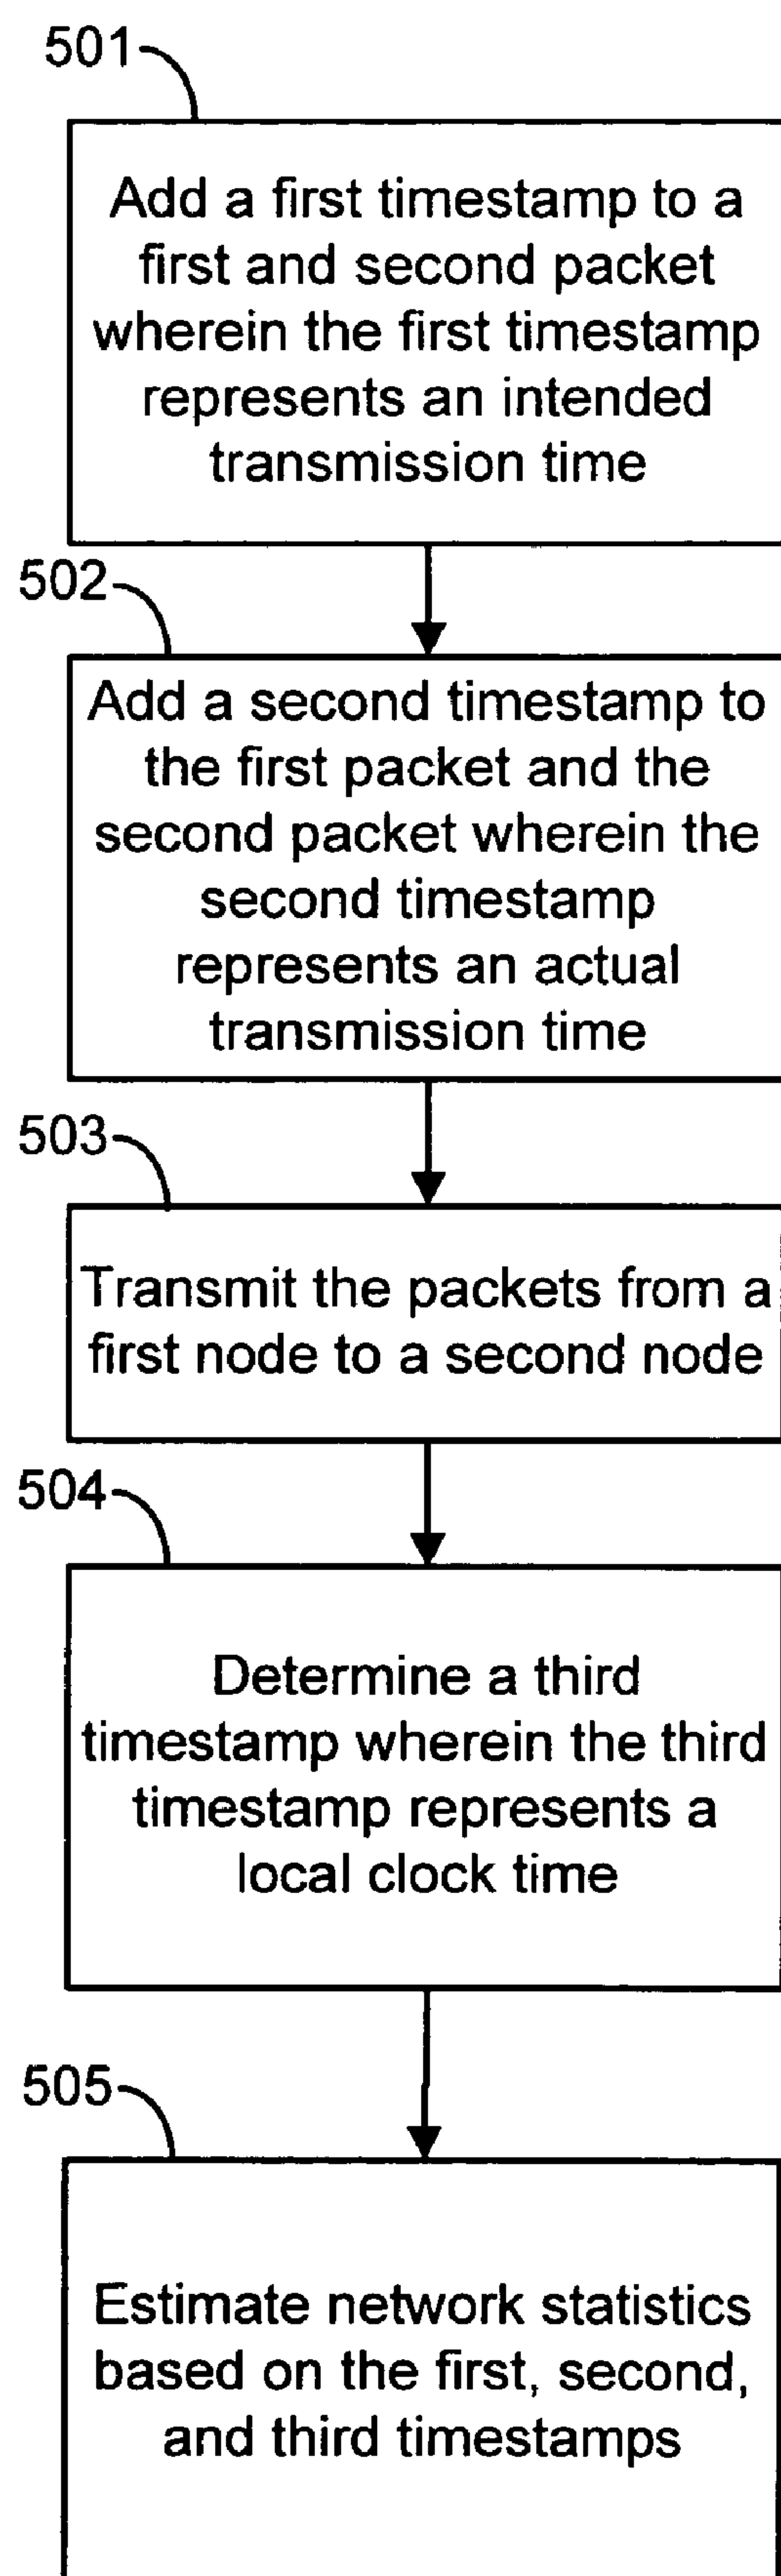 501
Add a first timestamp to a
first and second packet
wherein the first timestamp
represents an intended
transmission time
502
Add a second timestamp to
the first packet and the
second packet wherein the
second timestamp
represents an actual
transmission time
503
Transmit the packets from a
first node to a second node
504
Determine a third
timestamp wherein the third
timestamp represents a
local clock time
505
Estimate network statistics
based on the first, second,
and third timestamps